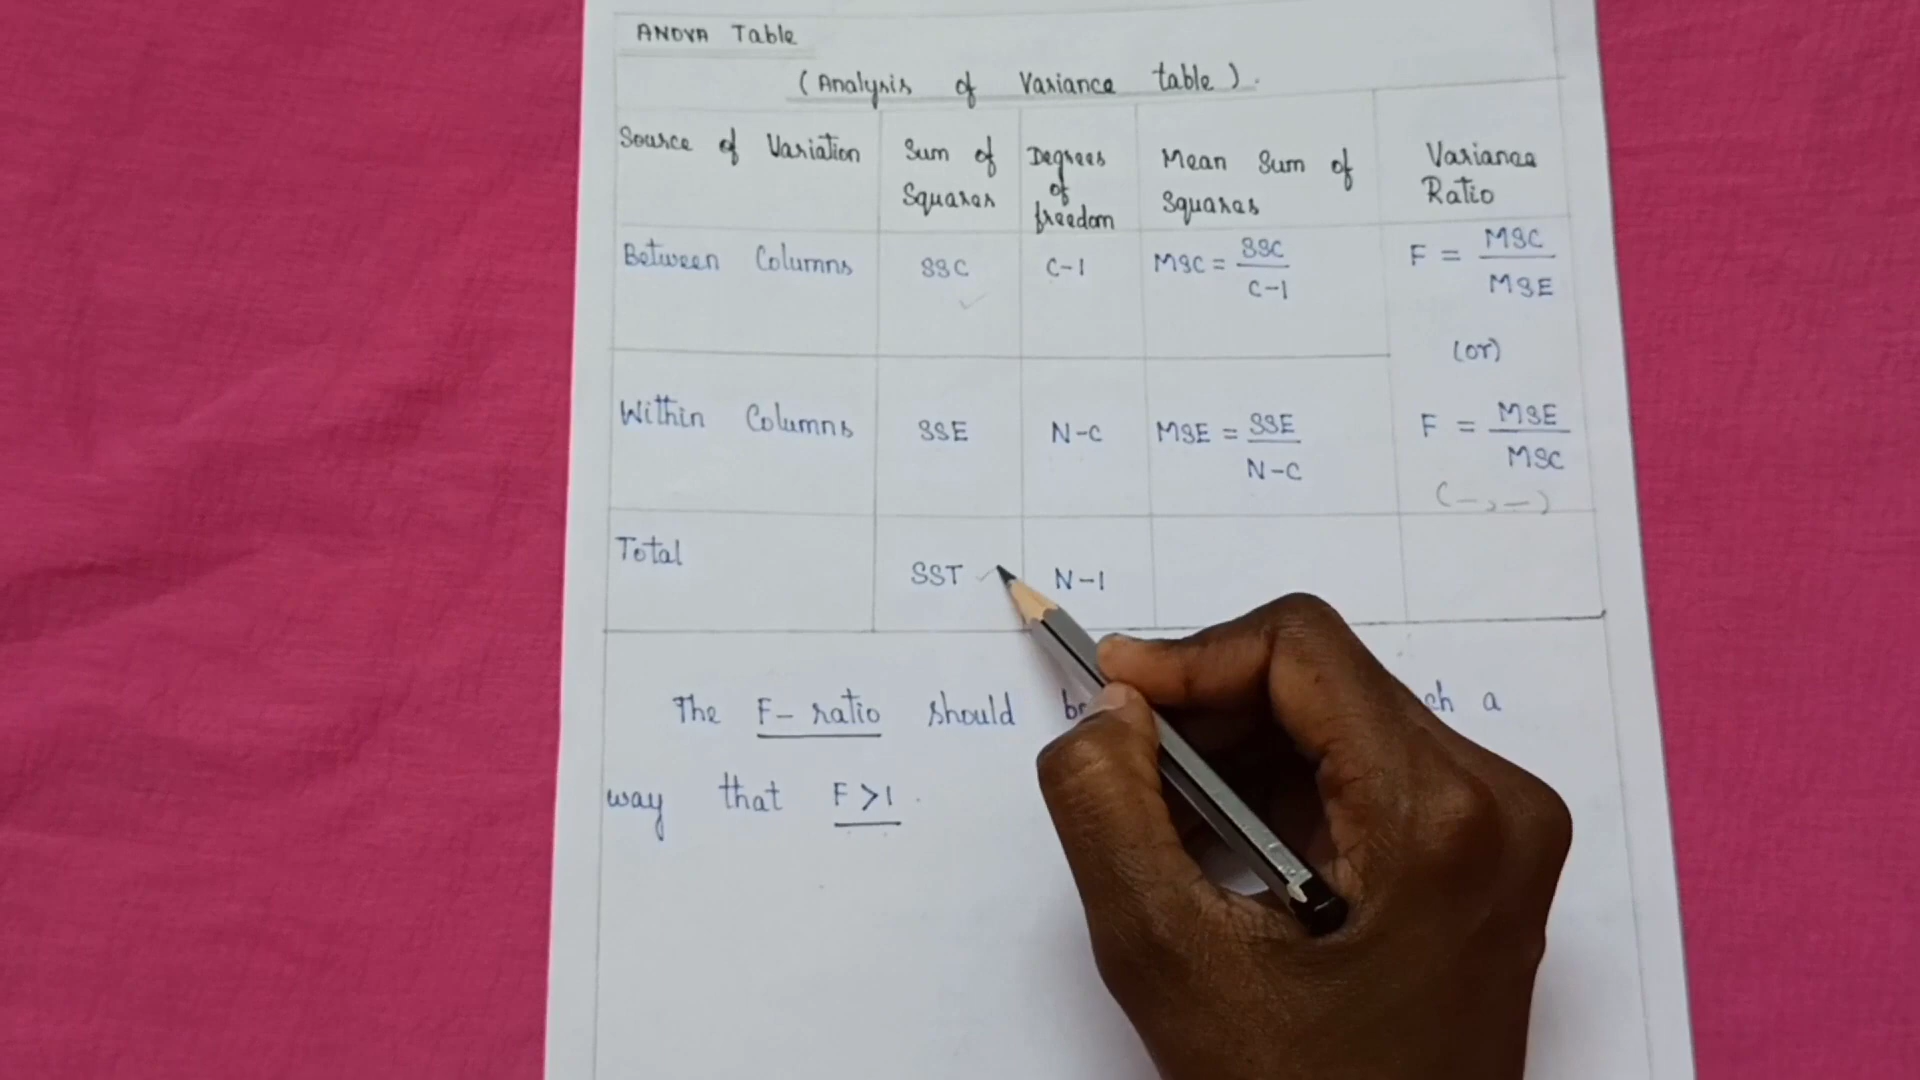 ANOVA Table
(Analysis of Variance table).
Source of Variation
Sum of Squares
Degrees of freedom
Mean Sum of Squares
Variance Ratio
Between Columns
SSC
C-1
MSC = SSC / C-1
F = MSC / MSE
(or)
Within Columns
SSE
N-C
MSE = SSE / N-C
F = MSE / MSC
(-,-)
Total
SST
N-1
The F-ratio should a
way that F>1.